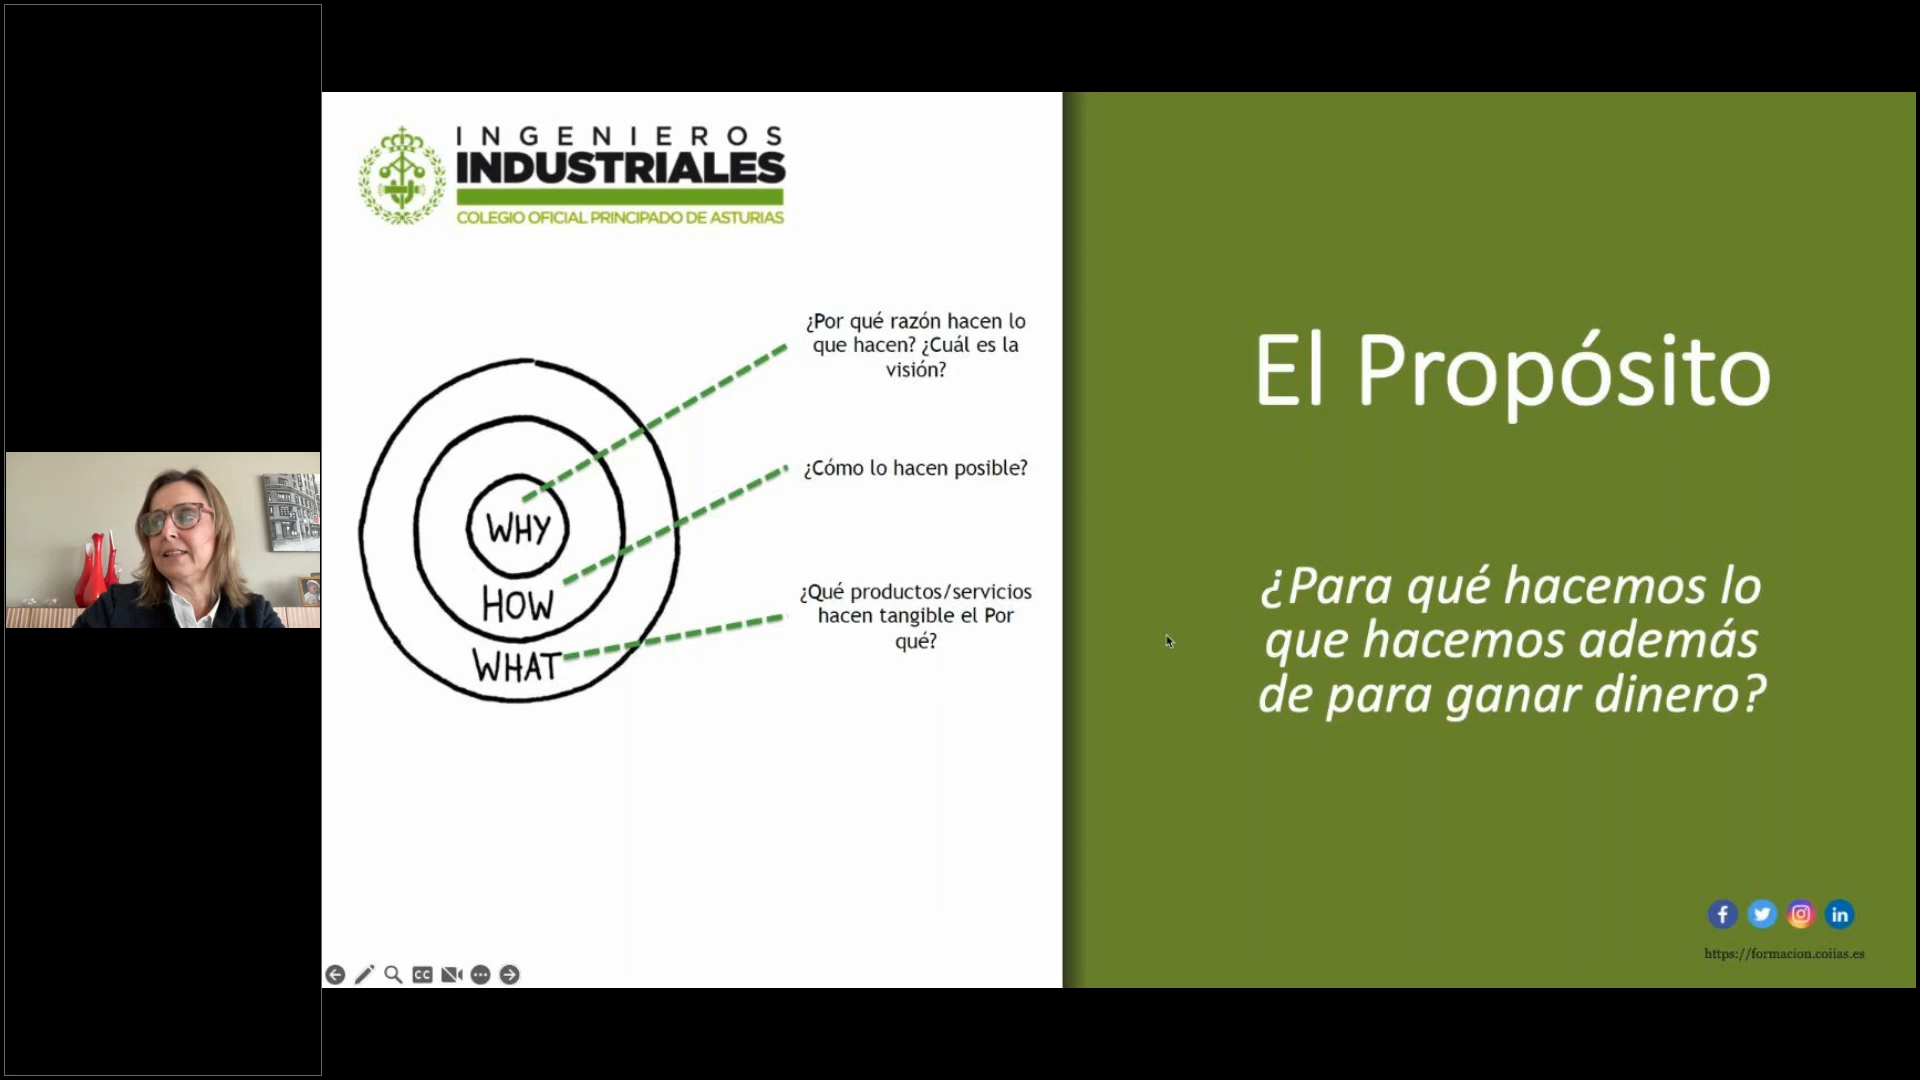 INGENIEROS
INDUSTRIALES
COLEGIO OFICIAL PRINCIPADO DE ASTURIAS
¿Por qué razón hacen lo
que hacen? ¿Cuál es la
visión?
¿Cómo lo hacen posible?
¿Qué productos/servicios
hacen tangible el Por
qué?
WHY
HOW
WHAT
El Propósito
¿Para qué hacemos lo
que hacemos además
de para ganar dinero?
f
in
https://formacion.coiias.es
CC